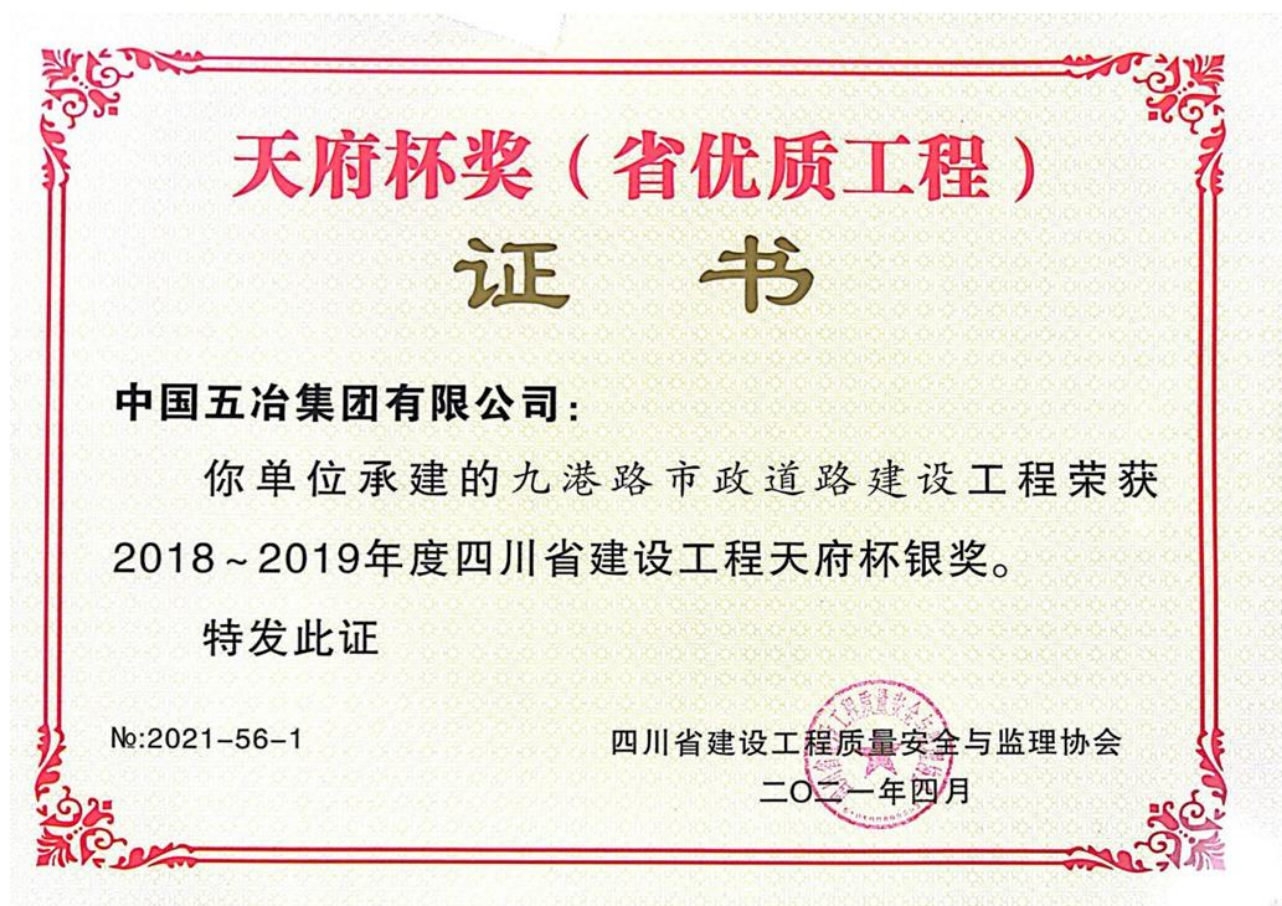 天府杯奖（省优质工程）
证 书
中国五冶集团有限公司：
你单位承建的九港路市政道路建设工程荣获
2018～2019年度四川省建设工程天府杯银奖。
特发此证
№:2021-56-1
四川省建设工程质量安全与监理协会
二〇二一年四月